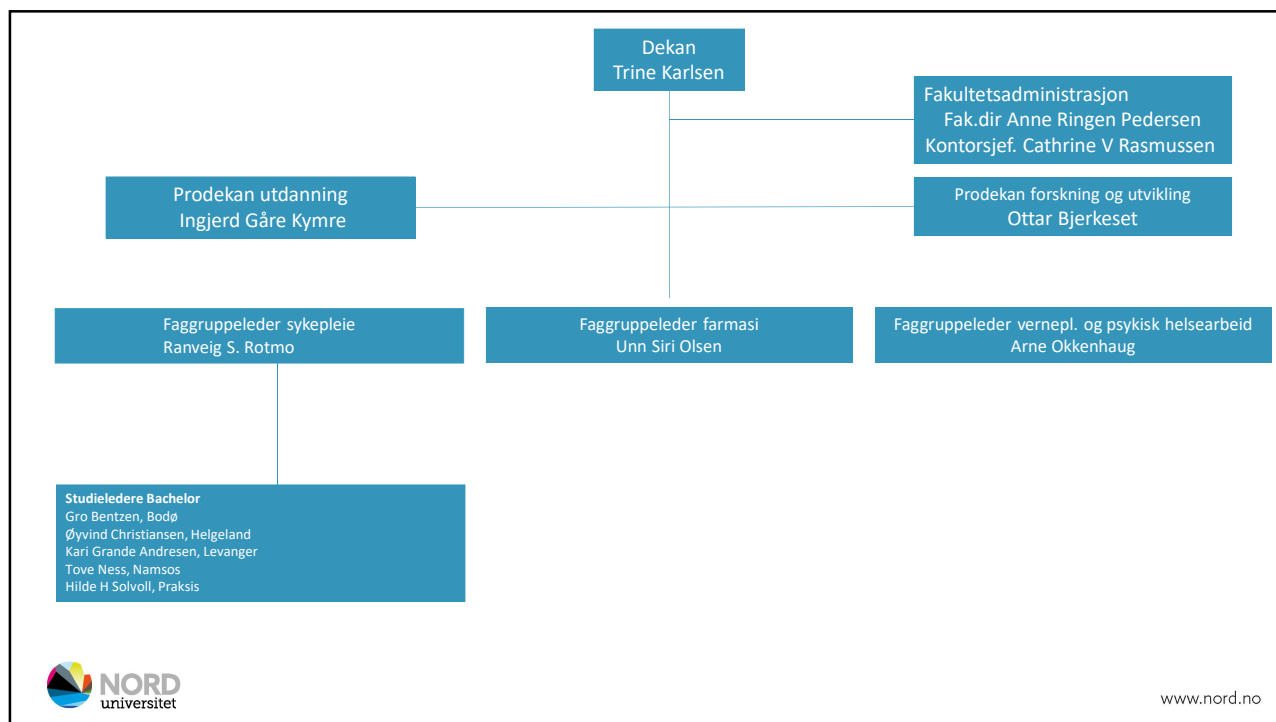 Dekan
Trine Karlsen
Fakultetsadministrasjon
Fak.dir Anne Ringen Pedersen
Kontorsjef. Cathrine V Rasmussen
Prodekan utdanning
Ingjerd Gåre Kymre
Prodekan forskning og utvikling
Ottar Bjerkeset
Faggruppeleder sykepleie
Ranveig S. Rotmo
Faggruppeleder farmasi
Unn Siri Olsen
Faggruppeleder vernepl. og psykisk helsearbeid
Arne Okkenhaug
Studieledere Bachelor
Gro Bentzen, Bodø
Øyvind Christiansen, Helgeland
Kari Grande Andresen, Levanger
Tove Ness, Namsos
Hilde H Solvoll, Praksis
NORD
universitet
www.nord.no